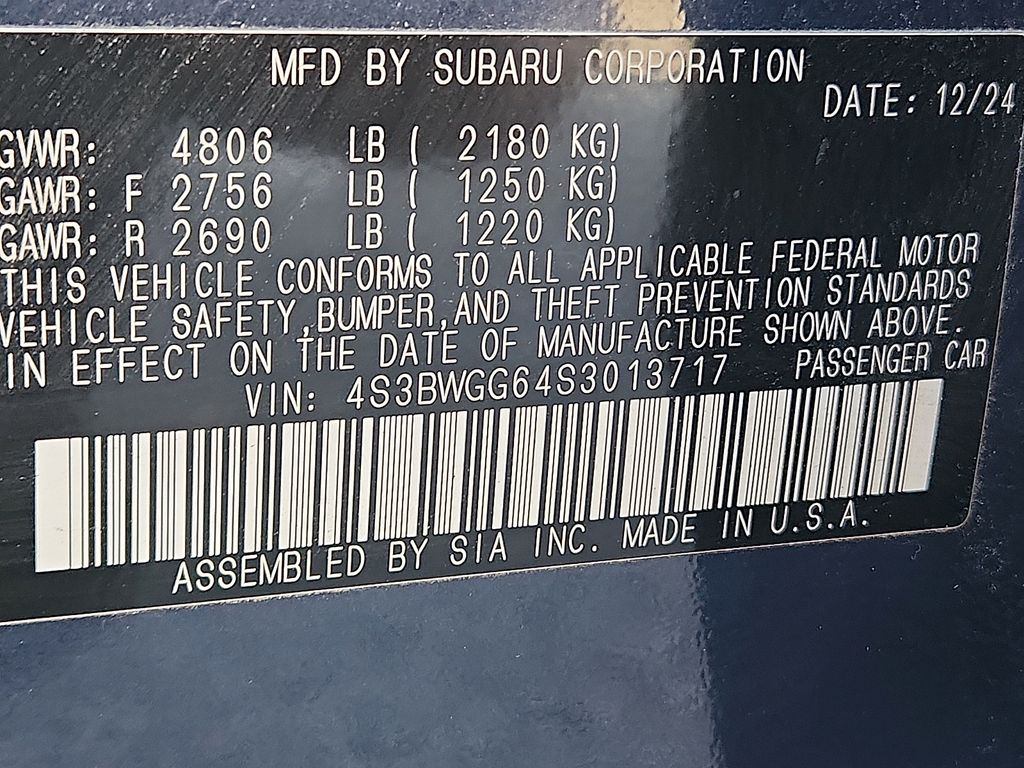 MFD BY SUBARU CORPORATION
DATE: 12/24
GVWR: 4806 LB ( 2180 KG)
GAWR: F 2756 LB ( 1250 KG)
GAWR: R 2690 LB ( 1220 KG)
THIS VEHICLE CONFORMS TO ALL APPLICABLE FEDERAL MOTOR
VEHICLE SAFETY,BUMPER,AND THEFT PREVENTION STANDARDS
IN EFFECT ON THE DATE OF MANUFACTURE SHOWN ABOVE.
VIN: 4S3BWGG64S3013717 PASSENGER CAR
ASSEMBLED BY SIA INC. MADE IN U.S.A.